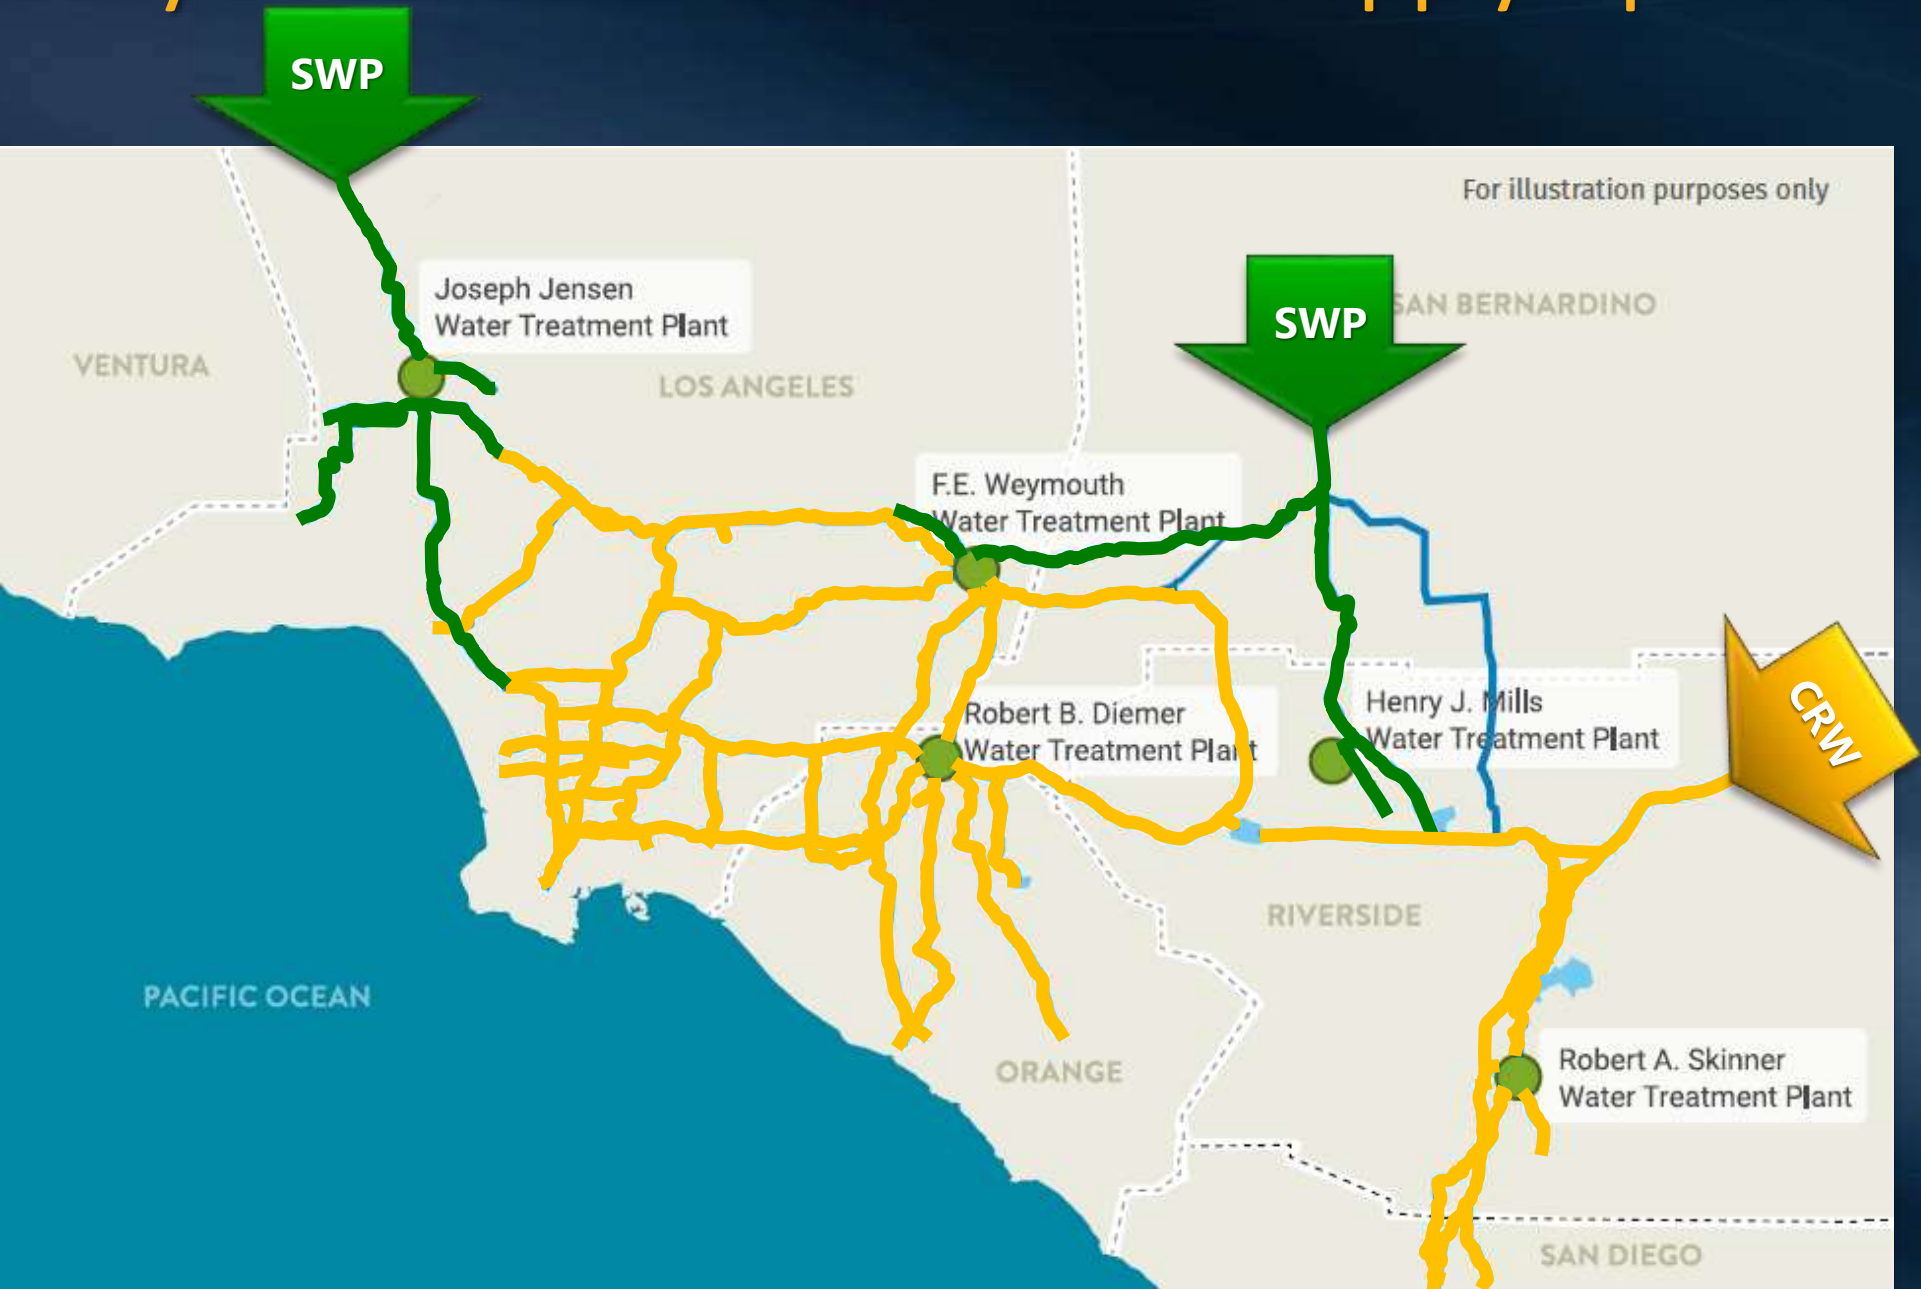 SWP
For illustration purposes only
Joseph Jensen
Water Treatment Plant
SWP
SAN BERNARDINO
VENTURA
LOS ANGELES
F.E. Weymouth
Water Treatment Plant
Robert B. Diemer
Water Treatment Plant
Henry J. Mills
Water Treatment Plant
CRW
RIVERSIDE
PACIFIC OCEAN
ORANGE
Robert A. Skinner
Water Treatment Plant
SAN DIEGO